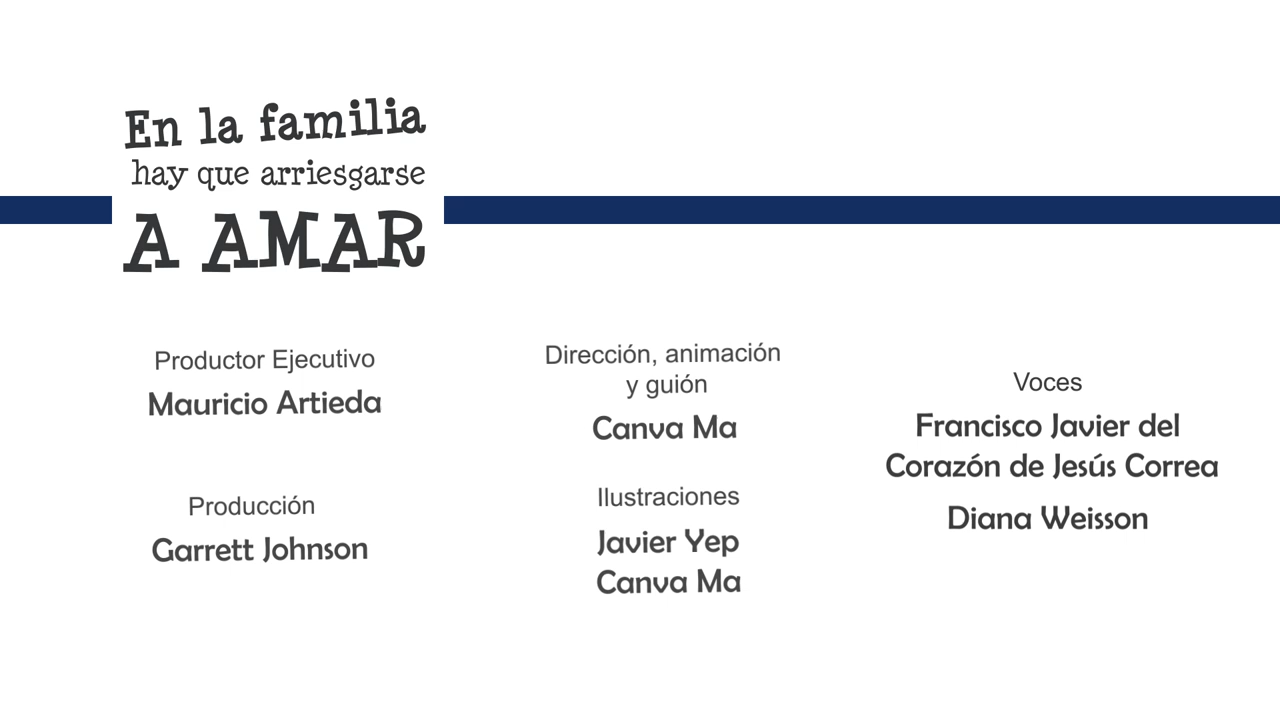 En la familia
hay que arriesgarse
A AMAR
Productor Ejecutivo
Mauricio Artieda
Producción
Garrett Johnson
Dirección, animación
y guión
Canva Ma
Ilustraciones
Javier Yep
Canva Ma
Voces
Francisco Javier del
Corazón de Jesús Correa
Diana Weisson